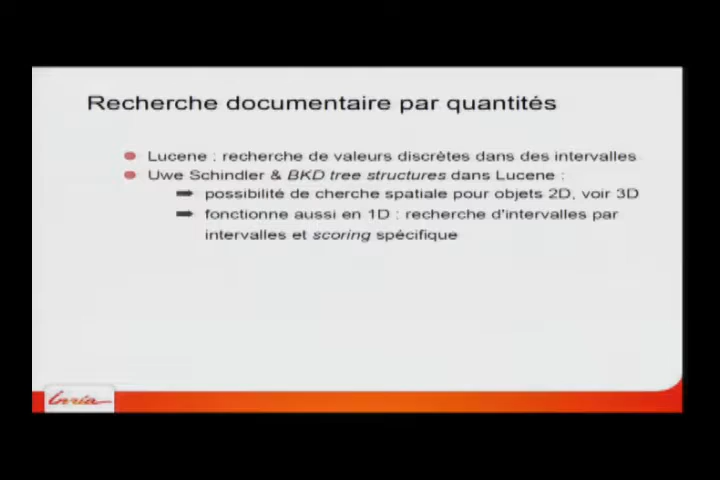 Recherche documentaire par quantités
Lucene : recherche de valeurs discrètes dans des intervalles
Uwe Schindler & BKD tree structures dans Lucene :
possibilité de cherche spatiale pour objets 2D, voir 3D
fonctionne aussi en 1D : recherche d'intervalles par
intervalles et scoring spécifique
Inria